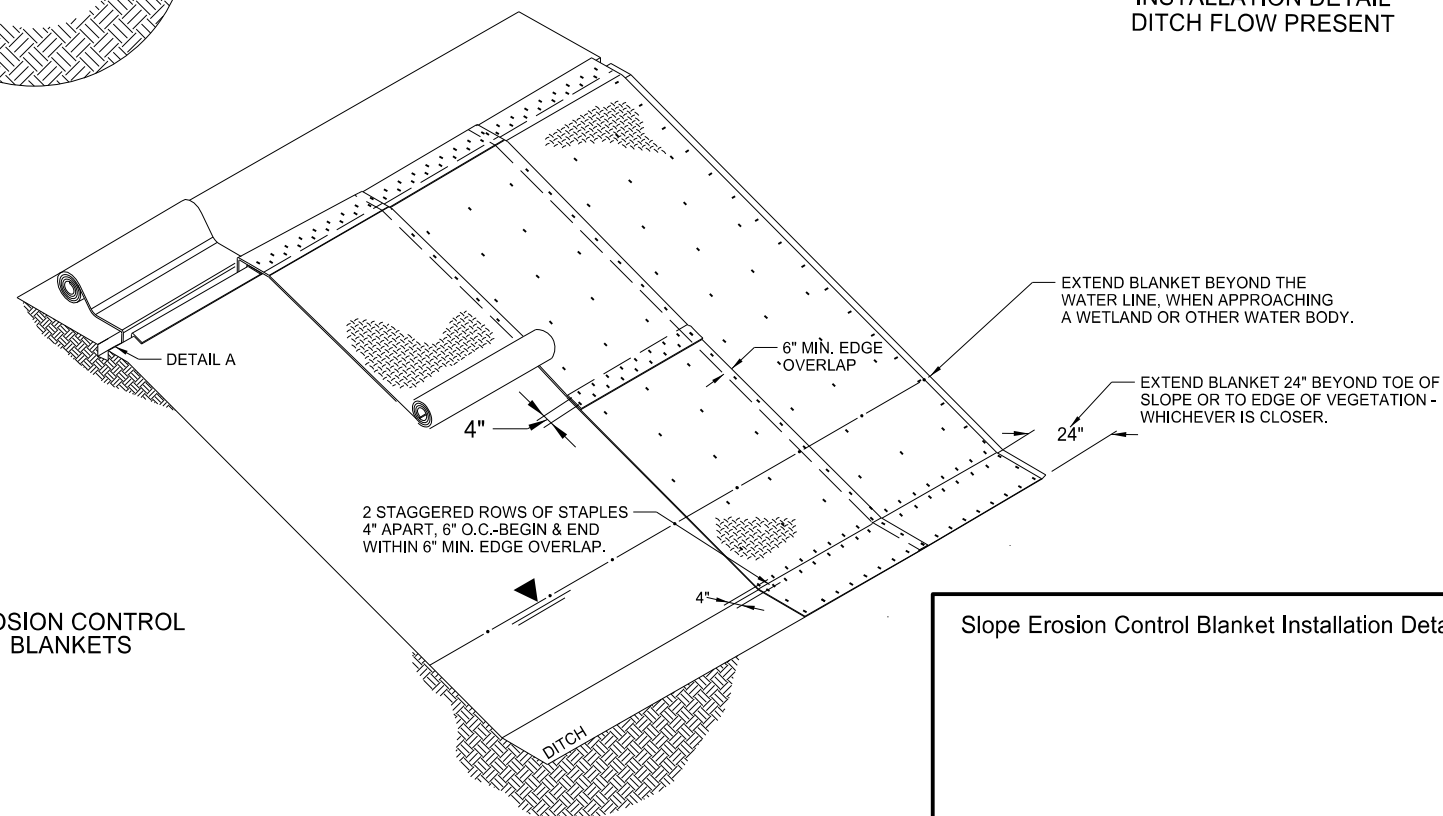 INSTALLATION DETAIL
DITCH FLOW PRESENT
EXTEND BLANKET BEYOND THE
WATER LINE, WHEN APPROACHING
A WETLAND OR OTHER WATER BODY.
6" MIN. EDGE
OVERLAP
DETAIL A
EXTEND BLANKET 24" BEYOND TOE OF
SLOPE OR TO EDGE OF VEGETATION -
WHICHEVER IS CLOSER.
24"
4"
2 STAGGERED ROWS OF STAPLES
4" APART, 6" O.C.-BEGIN & END
WITHIN 6" MIN. EDGE OVERLAP.
4"
OSION CONTROL
BLANKETS
Slope Erosion Control Blanket Installation Deta
DITCH